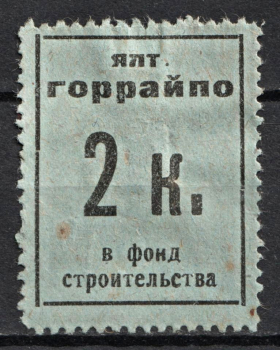 ялт.
горрайпо
2 к.
в фонд
строительства